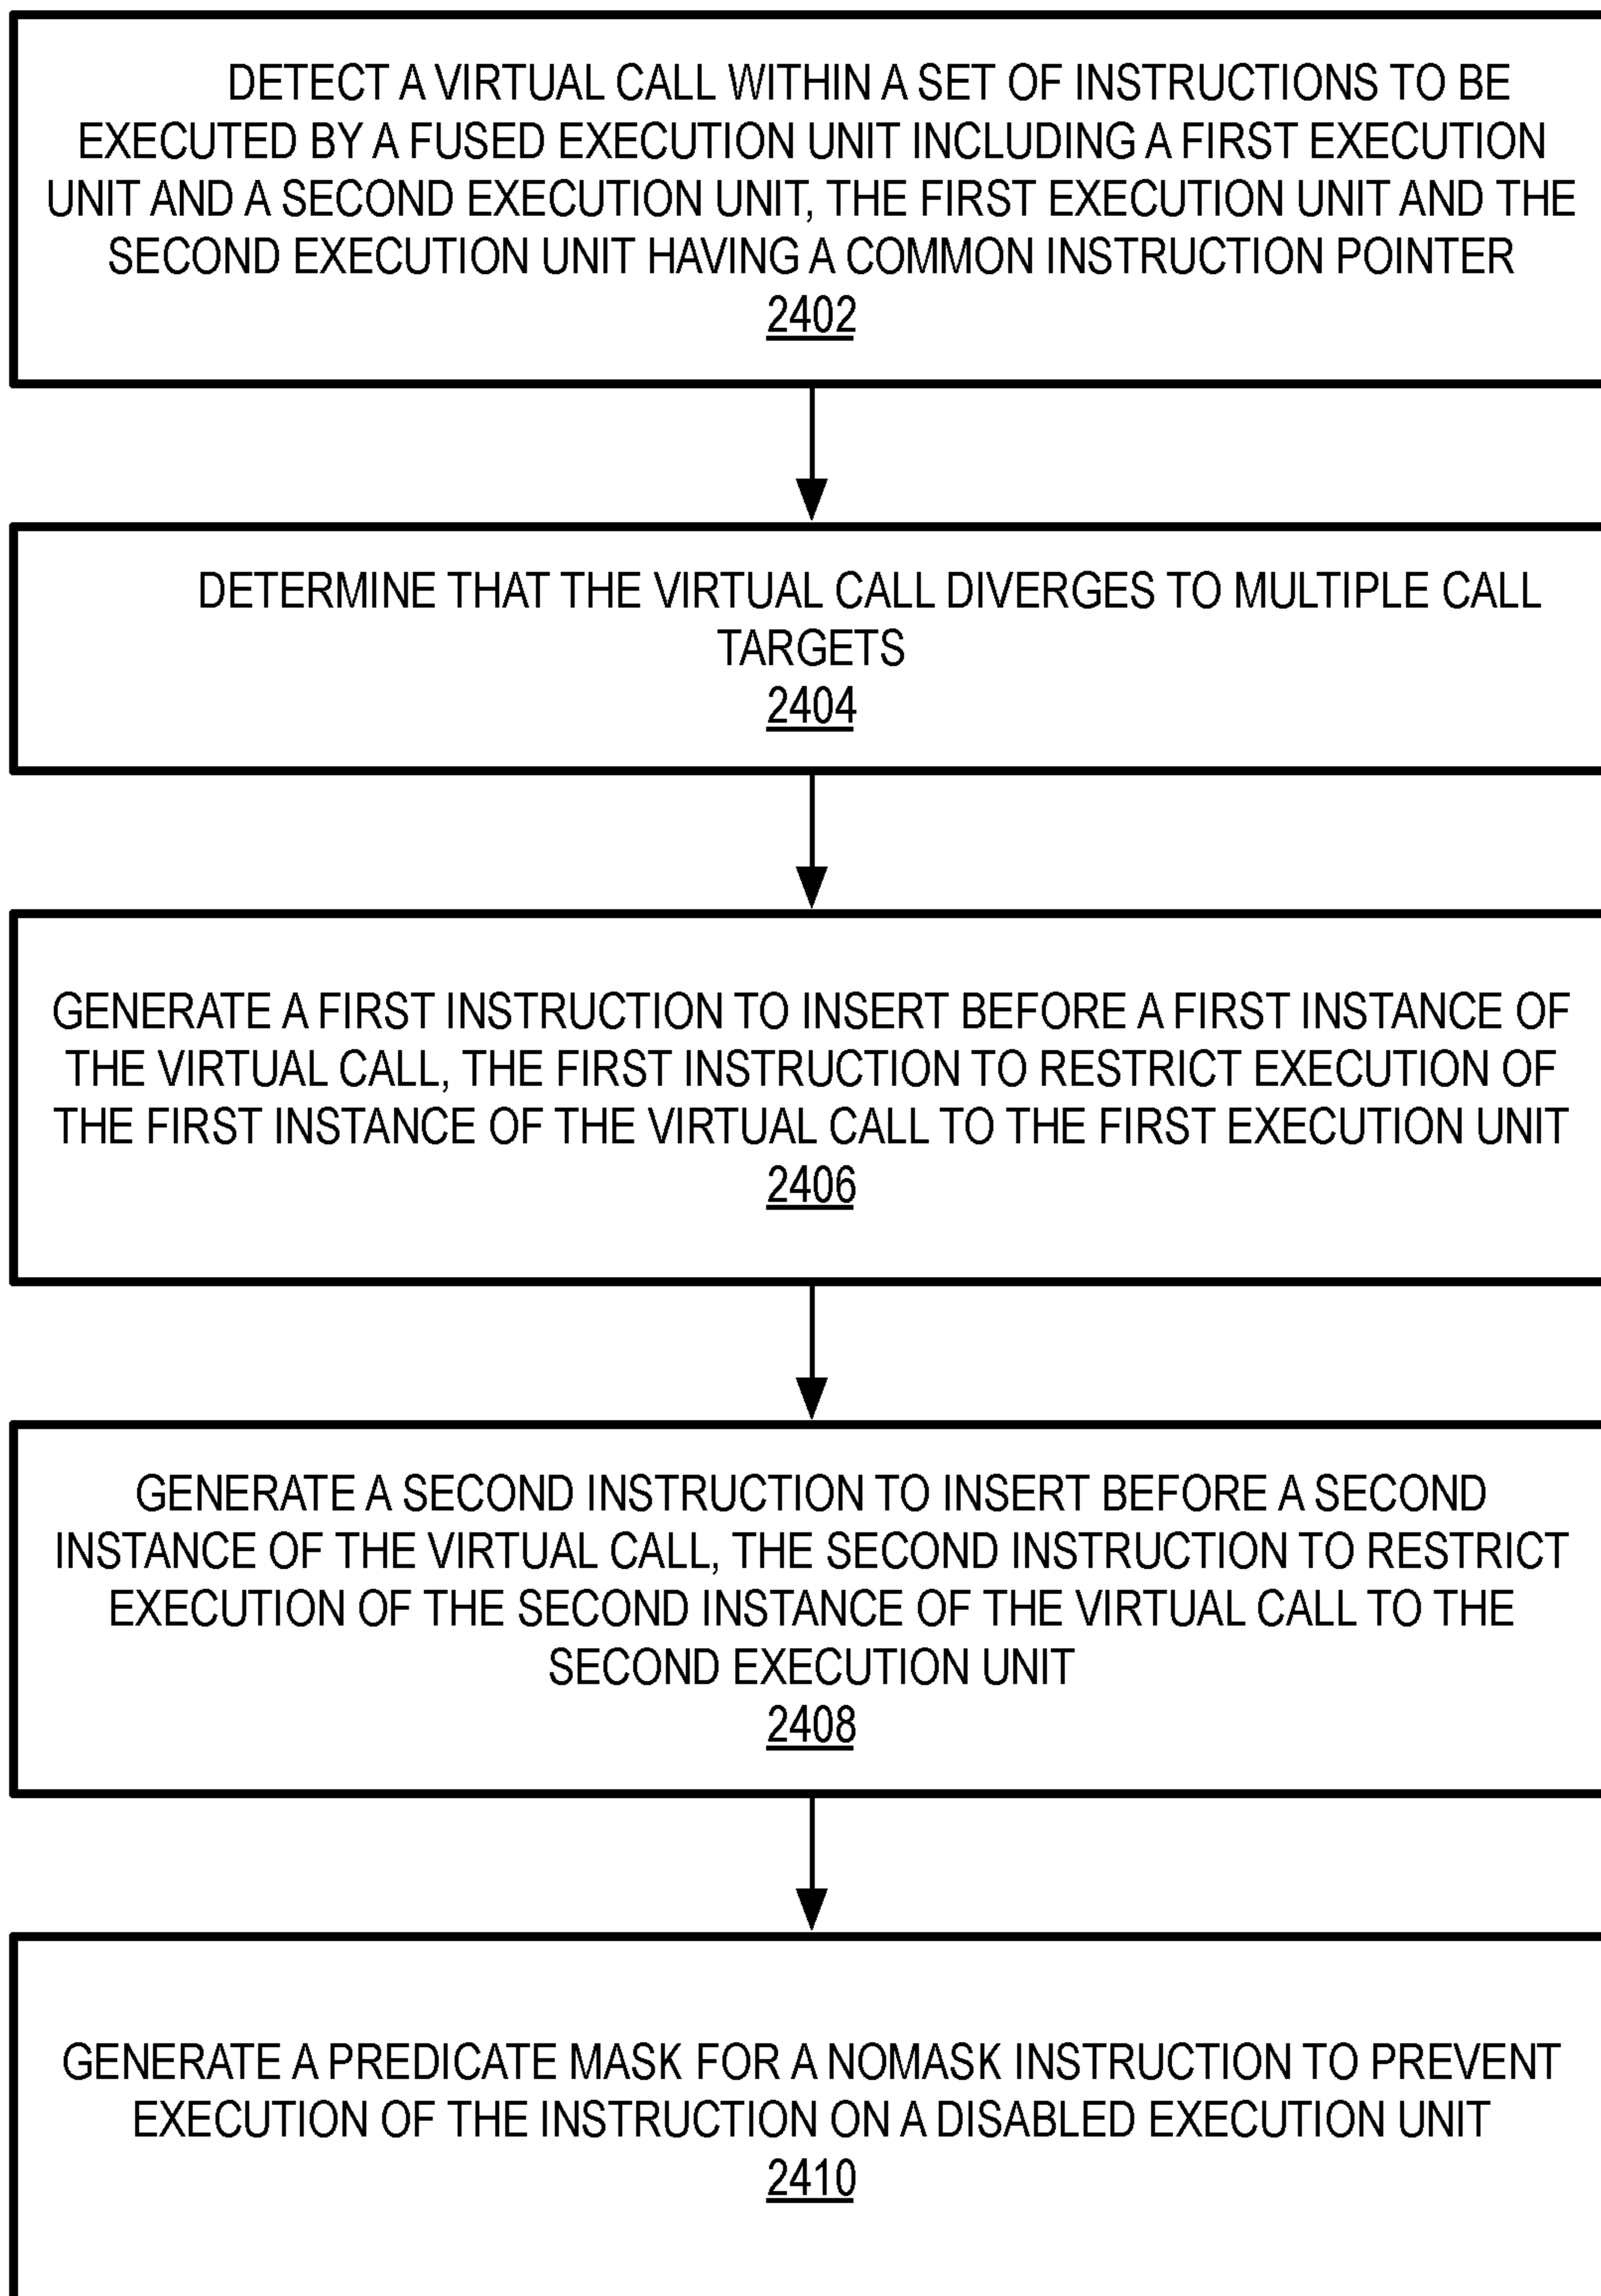 DETECT A VIRTUAL CALL WITHIN A SET OF INSTRUCTIONS TO BE
EXECUTED BY A FUSED EXECUTION UNIT INCLUDING A FIRST EXECUTION
UNIT AND A SECOND EXECUTION UNIT, THE FIRST EXECUTION UNIT AND THE
SECOND EXECUTION UNIT HAVING A COMMON INSTRUCTION POINTER
2402
DETERMINE THAT THE VIRTUAL CALL DIVERGES TO MULTIPLE CALL
TARGETS
2404
GENERATE A FIRST INSTRUCTION TO INSERT BEFORE A FIRST INSTANCE OF
THE VIRTUAL CALL, THE FIRST INSTRUCTION TO RESTRICT EXECUTION OF
THE FIRST INSTANCE OF THE VIRTUAL CALL TO THE FIRST EXECUTION UNIT
2406
GENERATE A SECOND INSTRUCTION TO INSERT BEFORE A SECOND
INSTANCE OF THE VIRTUAL CALL, THE SECOND INSTRUCTION TO RESTRICT
EXECUTION OF THE SECOND INSTANCE OF THE VIRTUAL CALL TO THE
SECOND EXECUTION UNIT
2408
GENERATE A PREDICATE MASK FOR A NOMASK INSTRUCTION TO PREVENT
EXECUTION OF THE INSTRUCTION ON A DISABLED EXECUTION UNIT
2410